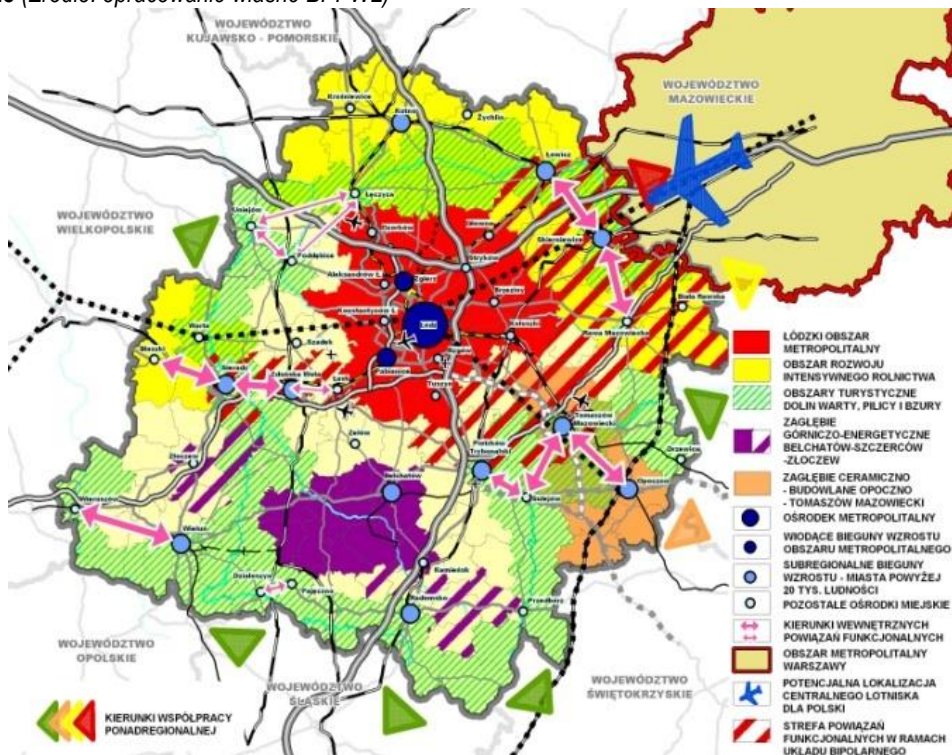 (Źródło: opracowanie własne BPPWŁ)
WOJEWÓDZTWO
KUJAWSKO - POMORSKIE
WOJEWÓDZTWO
MAZOWIECKIE
WOJEWÓDZTWO
WIELKOPOLSKIE
Krośniewice
Kutno
Żychlin
Łowicz
Łęczyca
Uniejów
Ozorków
Głowno
Skierniewice
Poddębice
Stryków
Aleksandrów Ł.
Zgierz
Brzeziny
Biała Rawska
Rawa Mazowiecka
Konstantynów Ł.
Łódź
Koluszki
Warta
Szadek
Błaszki
Sieradz
Zduńska Wola
Łask
Pabianice
Tuszyn
Tomaszów
Mazowiecki
Złoczew
Zelów
Piotrków
Trybunalski
Drzewica
Bełchatów
Sulejów
Opoczno
Wieruszów
Wieluń
Kamieńsk
Działoszyn
Pajęczno
Radomsko
Przedbórz
WOJEWÓDZTWO
OPOLSKIE
WOJEWÓDZTWO
ŚLĄSKIE
WOJEWÓDZTWO
ŚWIĘTOKRZYSKIE
KIERUNKI WSPÓŁPRACY
PONADREGIONALNEJ
ŁÓDZKI OBSZAR
METROPOLITALNY
OBSZAR ROZWOJU
INTENSYWNEGO ROLNICTWA
OBSZARY TURYSTYCZNE
DOLIN WARTY, PILICY I BZURY
ZAGŁĘBIE
GÓRNICZO-ENERGETYCZNE
BEŁCHATÓW-SZCZERCÓW
-ZŁOCZEW
ZAGŁĘBIE CERAMICZNO
- BUDOWLANE OPOCZNO
- TOMASZÓW MAZOWIECKI
OŚRODEK METROPOLITALNY
WIODĄCE BIEGUNY WZROSTU
OBSZARU METROPOLITALNEGO
SUBREGIONALNE BIEGUNY
WZROSTU - MIASTA POWYŻEJ
20 TYS. LUDNOŚCI
POZOSTAŁE OŚRODKI MIEJSKIE
KIERUNKI WEWNĘTRZNYCH
POWIĄZAŃ FUNKCJONALNYCH
OBSZAR METROPOLITALNY
WARSZAWY
POTENCJALNA LOKALIZACJA
CENTRALNEGO LOTNISKA
DLA POLSKI
STREFA POWIĄZAŃ
FUNKCJONALNYCH W RAMACH
UKŁADU BIPOLARNEGO